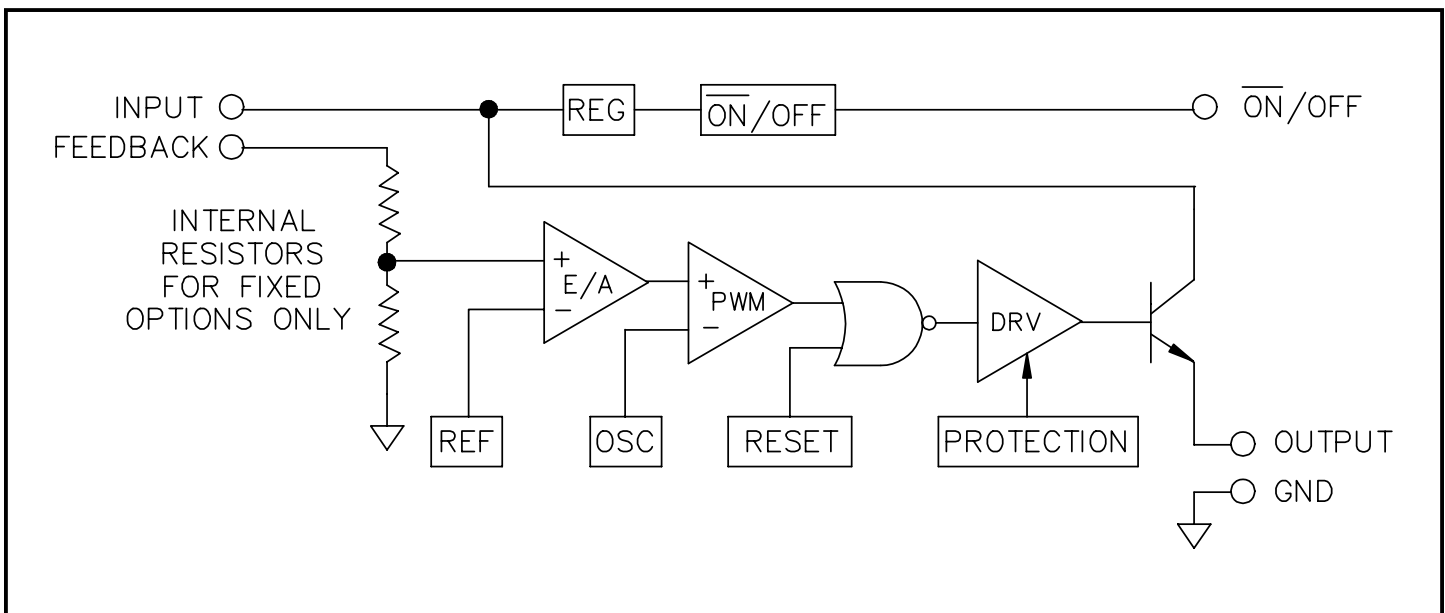 INPUT
REG
ON/OFF
ON/OFF
FEEDBACK
INTERNAL
RESISTORS
FOR FIXED
OPTIONS ONLY
+
E/A
−
+
PWM
−
DRV
REF
OSC
RESET
PROTECTION
OUTPUT
GND